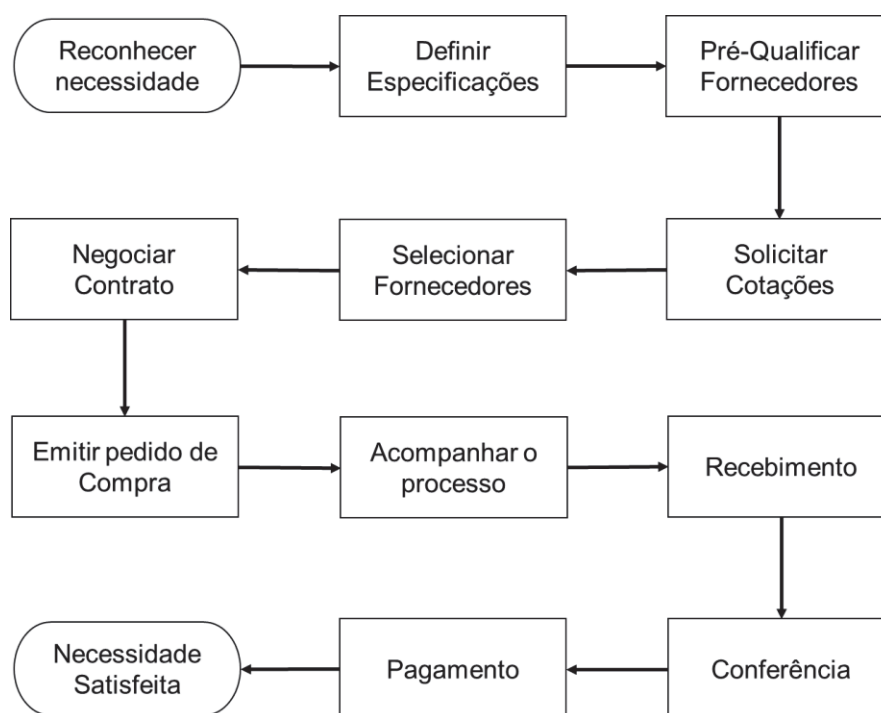 Reconhecer
necessidade
Definir
Especificações
Pré-Qualificar
Fornecedores
Solicitar
Cotações
Selecionar
Fornecedores
Negociar
Contrato
Emitir pedido de
Compra
Acompanhar o
processo
Recebimento
Conferência
Pagamento
Necessidade
Satisfeita